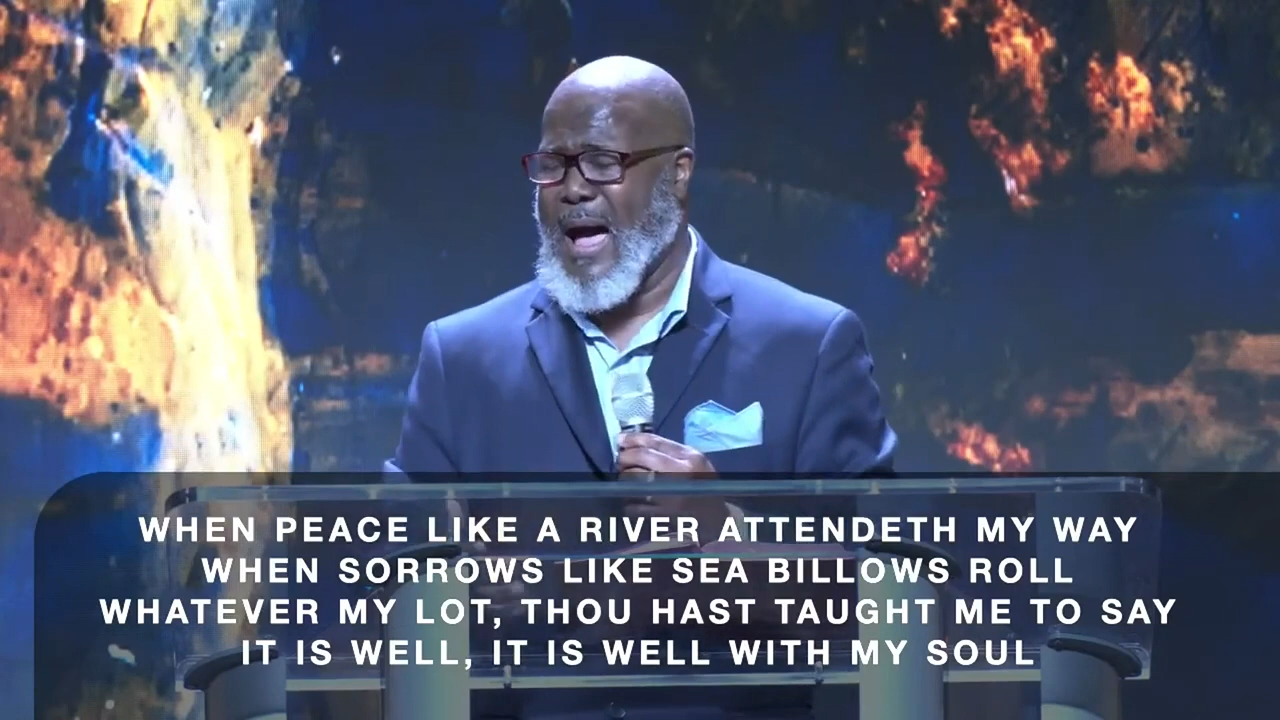 WHEN PEACE LIKE A RIVER ATTENDETH MY WAY
WHEN SORROWS LIKE SEA BILLOWS ROLL
WHATEVER MY LOT, THOU HAST TAUGHT ME TO SAY
IT IS WELL, IT IS WELL WITH MY SOUL